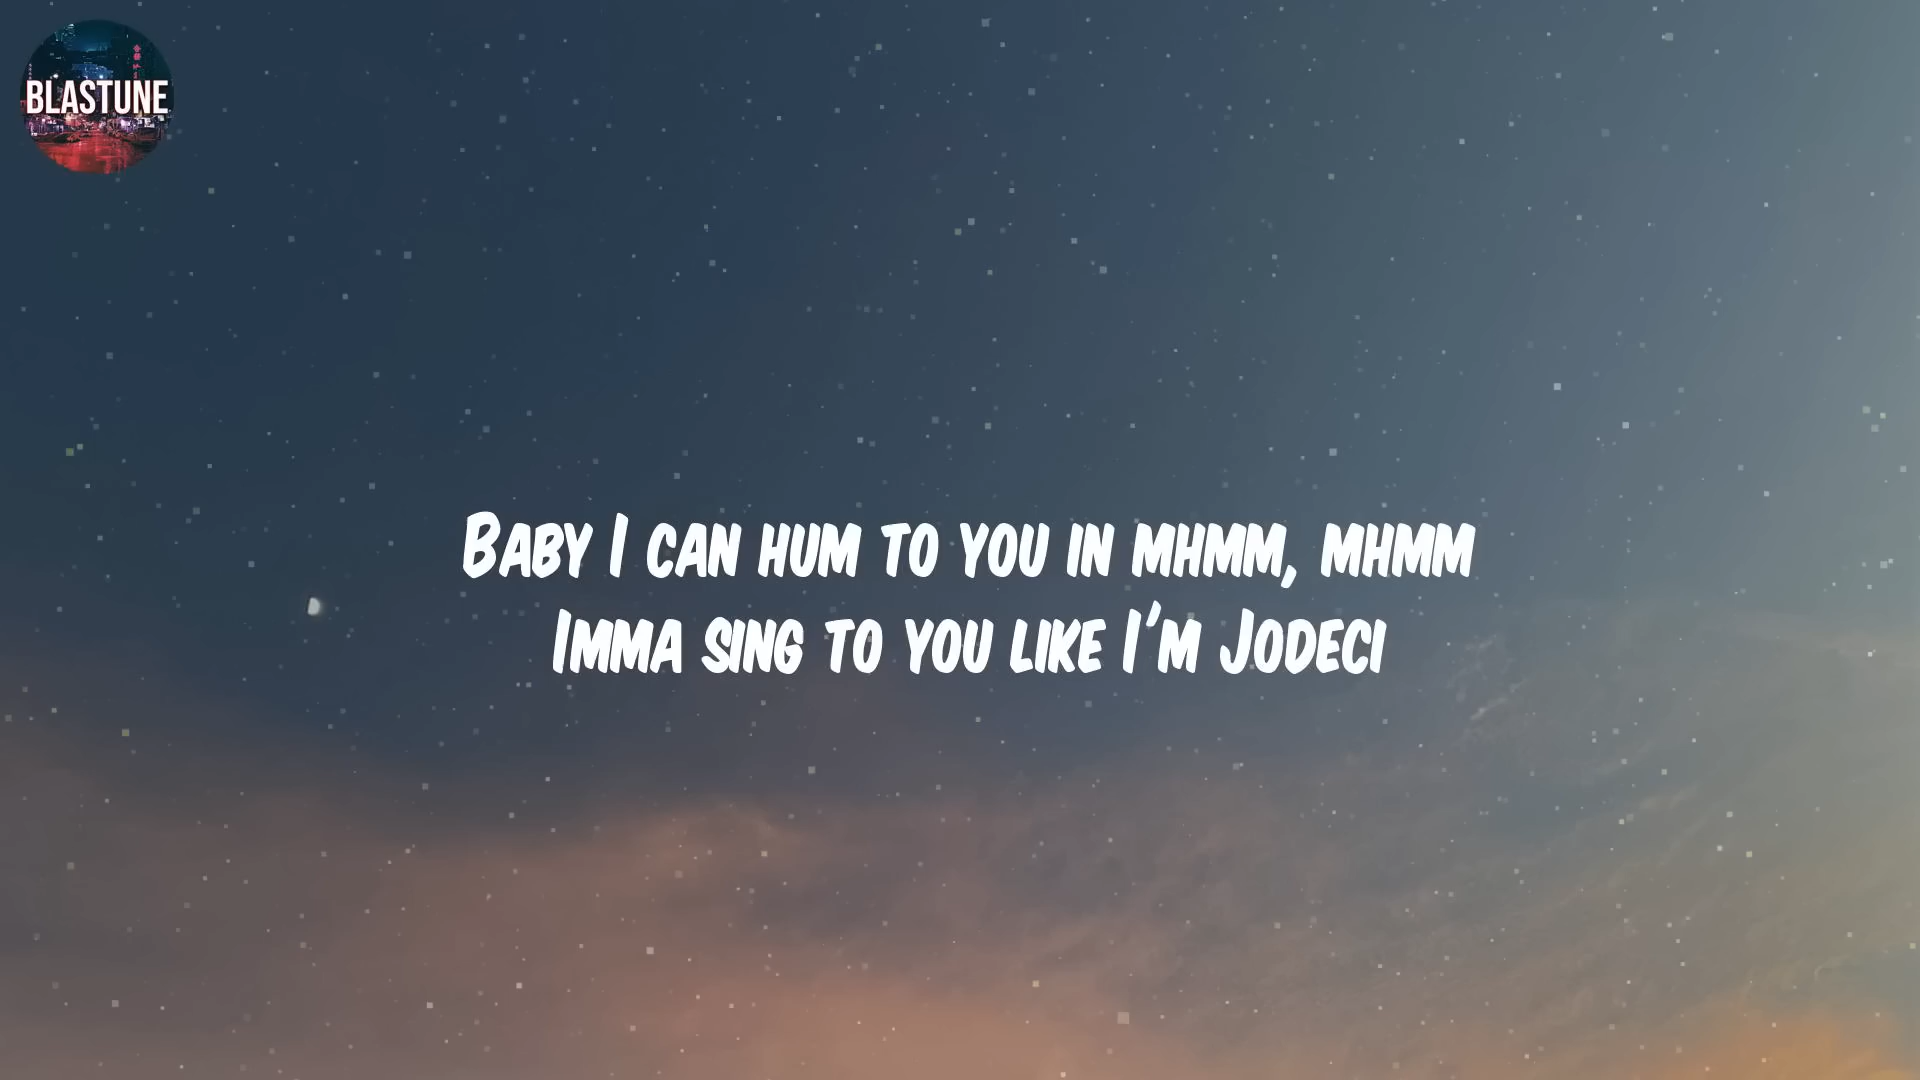 BLASTUNE
Baby I can hum to you in mhmm, mhmm
Imma sing to you like I'm Jodeci